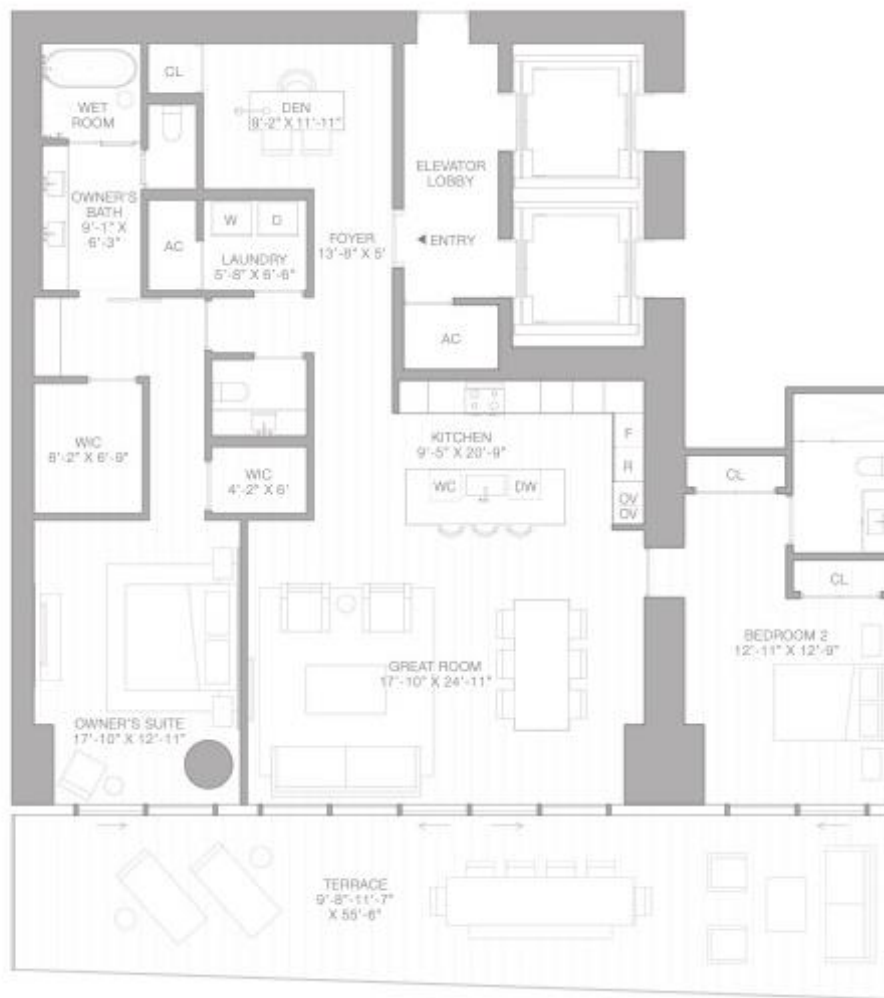 CL
WET
ROOM
DEN
9'-2" X 11'-11"
ELEVATOR
LOBBY
OWNER'S
BATH
9'-1" X
6'-3"
W
D
AC
LAUNDRY
5'-8" X 6'-6"
FOYER
13'-8" X 5'
◄ ENTRY
AC
WIC
8'-2" X 6'-9"
WIC
4'-2" X 6'
KITCHEN
9'-5" X 20'-9"
F
R
OV
OV
WC
DW
CL
CL
BEDROOM 2
12'-11" X 12'-9"
GREAT ROOM
17'-10" X 24'-11"
OWNER'S SUITE
17'-10" X 12'-11"
TERRACE
9'-8"-11'-7"
X 55'-6"